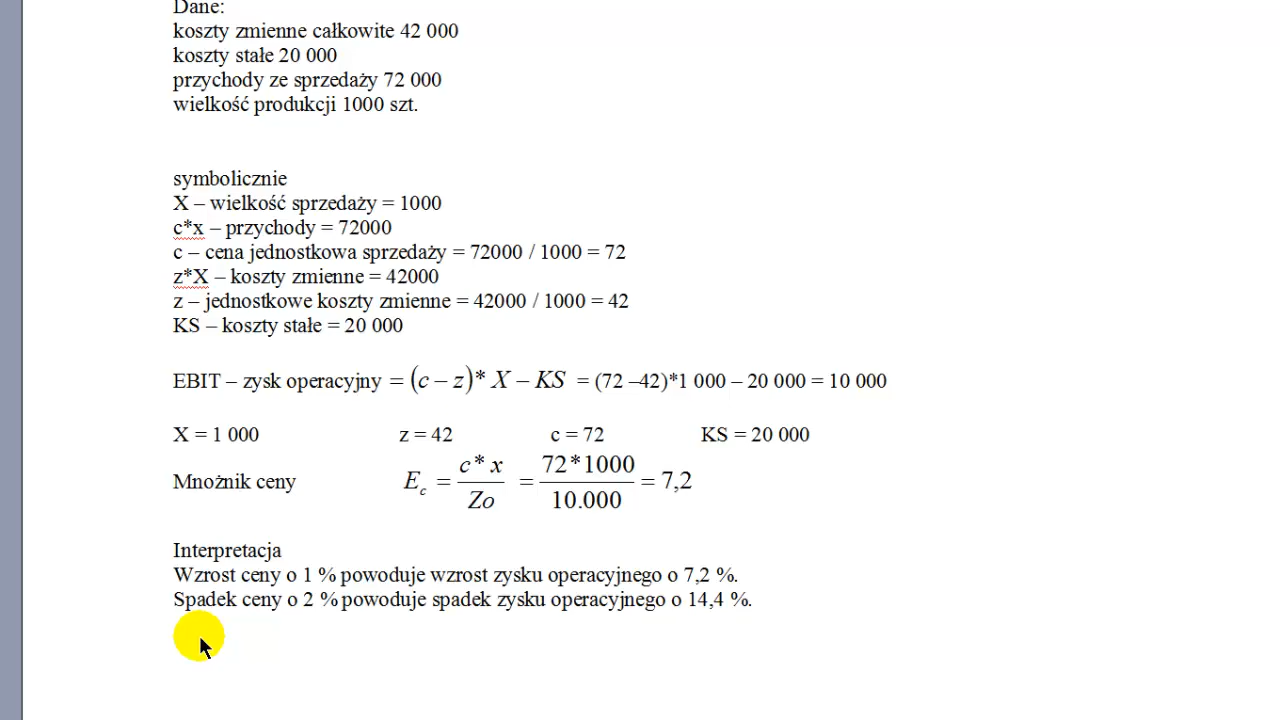 Dane:
koszty zmienne całkowite 42 000
koszty stałe 20 000
przychody ze sprzedaży 72 000
wielkość produkcji 1000 szt.
symbolicznie
X – wielkość sprzedaży = 1000
c*x – przychody = 72000
c – cena jednostkowa sprzedaży = 72000 / 1000 = 72
z*X – koszty zmienne = 42000
z – jednostkowe koszty zmienne = 42000 / 1000 = 42
KS – koszty stałe = 20 000
EBIT – zysk operacyjny = (c – z)* X – KS = (72 –42)*1 000 – 20 000 = 10 000
X = 1 000 z = 42 c = 72 KS = 20 000
Mnożnik ceny E_c = c * x / Zo = 72*1000 / 10.000 = 7,2
Interpretacja
Wzrost ceny o 1 % powoduje wzrost zysku operacyjnego o 7,2 %.
Spadek ceny o 2 % powoduje spadek zysku operacyjnego o 14,4 %.